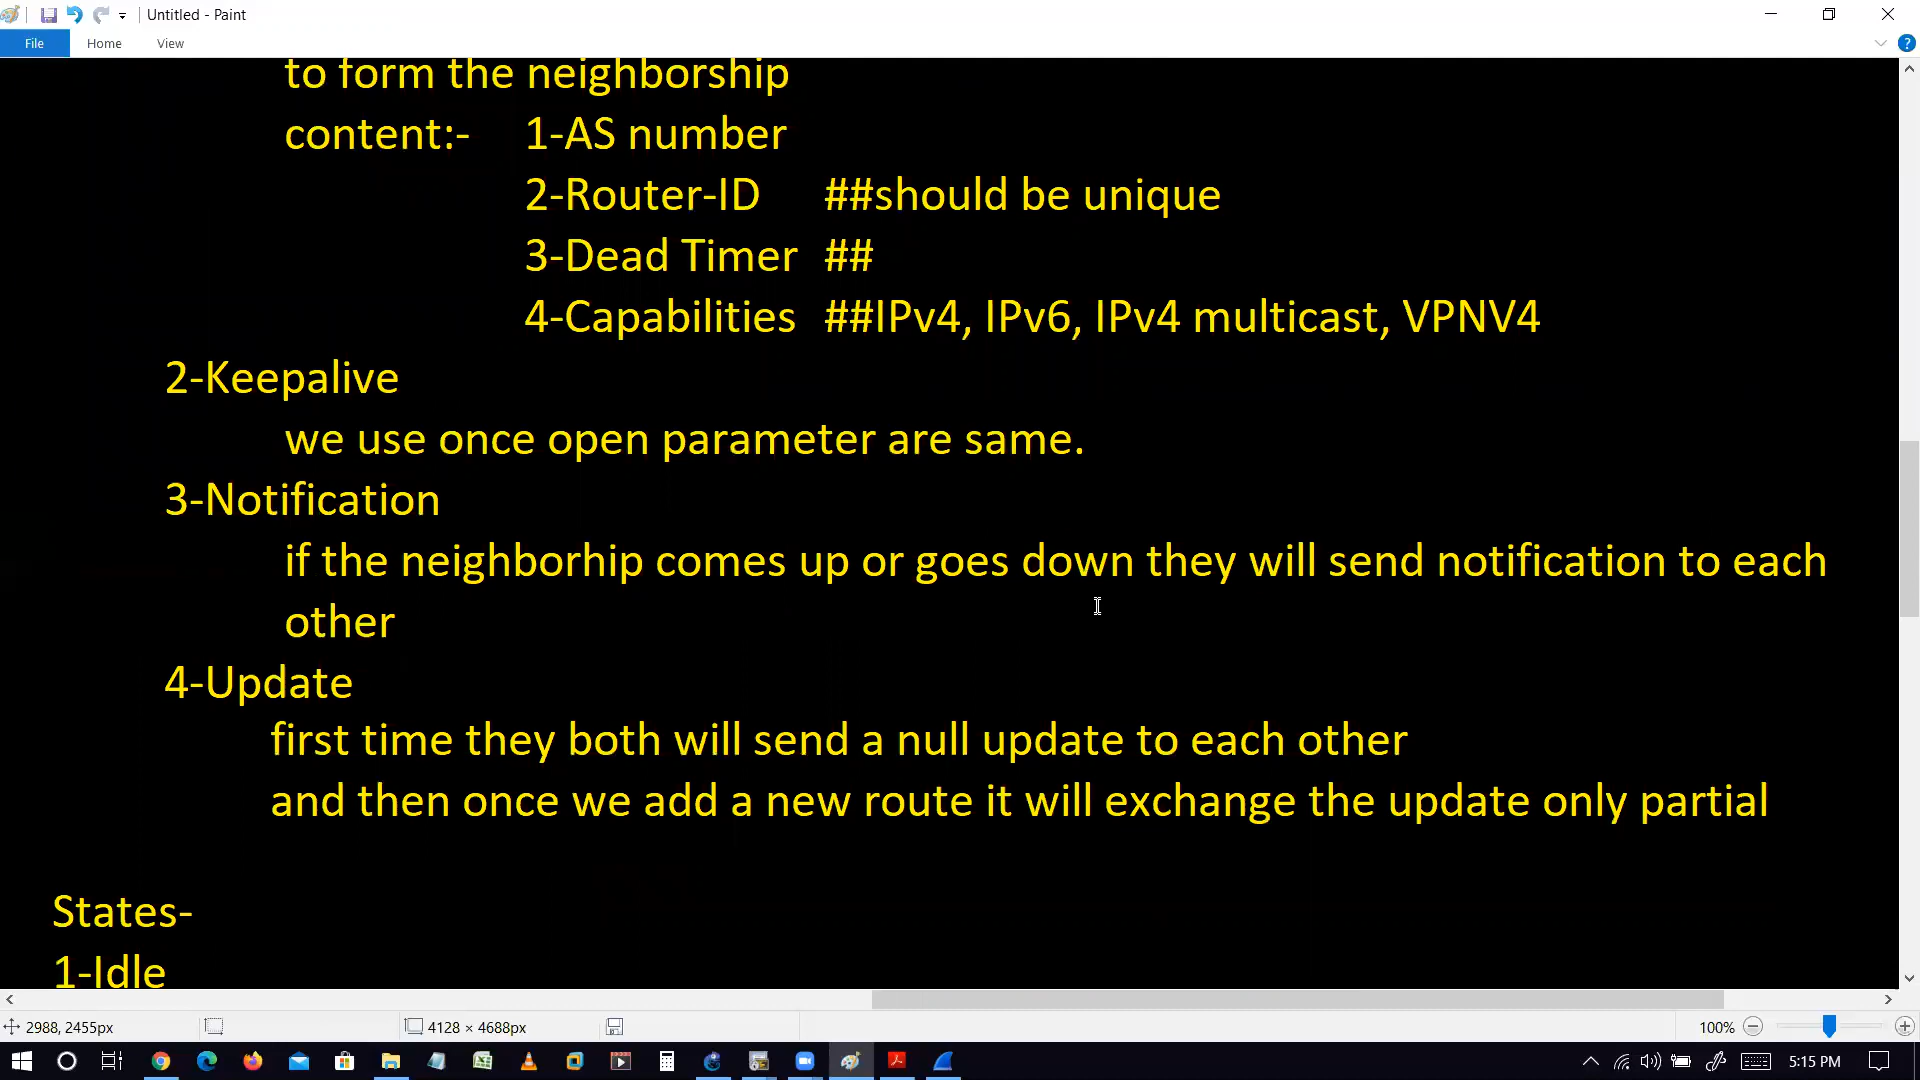 Untitled - Paint
File Home View
to form the neighborship
content:- 1-AS number
2-Router-ID ##should be unique
3-Dead Timer ##
4-Capabilities ##IPv4, IPv6, IPv4 multicast, VPNV4
2-Keepalive
we use once open parameter are same.
3-Notification
if the neighborhip comes up or goes down they will send notification to each
other
4-Update
first time they both will send a null update to each other
and then once we add a new route it will exchange the update only partial
States-
1-Idle
2988, 2455px 4128 × 4688px 100%
5:15 PM